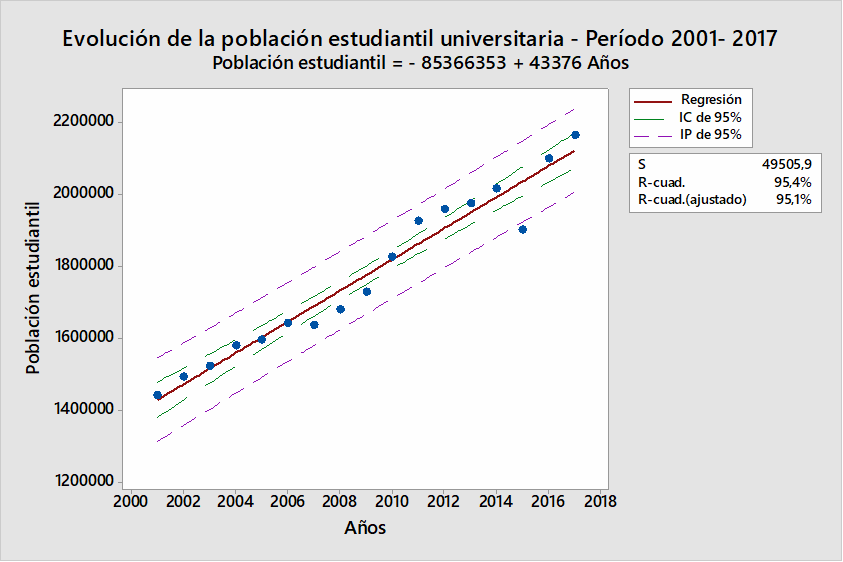 Evolución de la población estudiantil universitaria - Período 2001- 2017
Población estudiantil = - 85366353 + 43376 Años
Regresión
IC de 95%
IP de 95%
S 49505,9
R-cuad. 95,4%
R-cuad.(ajustado) 95,1%
Población estudiantil
2200000
2000000
1800000
1600000
1400000
1200000
2000 2002 2004 2006 2008 2010 2012 2014 2016 2018
Años